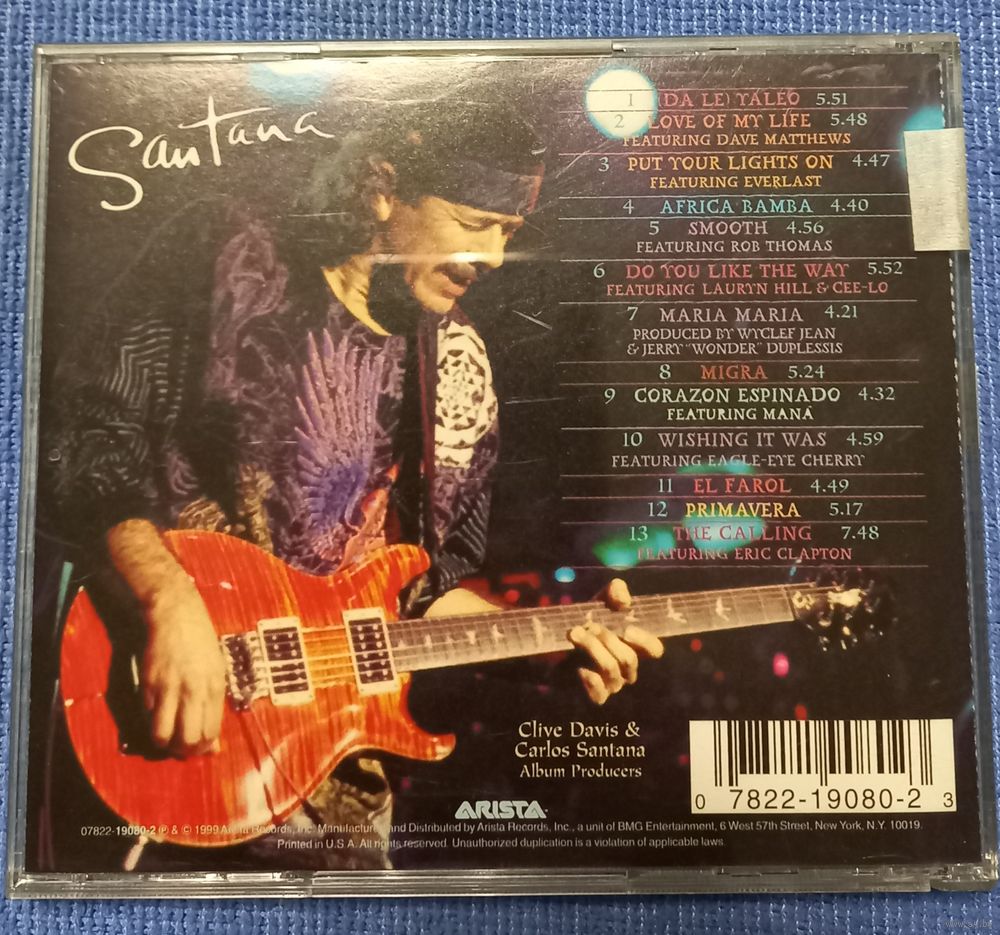 Santana
1 (DA LE) YALEO 5.51
2 LOVE OF MY LIFE 5.48
FEATURING DAVE MATTHEWS
3 PUT YOUR LIGHTS ON 4.47
FEATURING EVERLAST
4 AFRICA BAMBA 4.40
5 SMOOTH 4.56
FEATURING ROB THOMAS
6 DO YOU LIKE THE WAY 5.52
FEATURING LAURYN HILL & CEE-LO
7 MARIA MARIA 4.21
PRODUCED BY WYCLEF JEAN
& JERRY "WONDER" DUPLESSIS
8 MIGRA 5.24
9 CORAZON ESPINADO 4.32
FEATURING MANÁ
10 WISHING IT WAS 4.59
FEATURING EAGLE-EYE CHERRY
11 EL FAROL 4.49
12 PRIMAVERA 5.17
13 THE CALLING 7.48
FEATURING ERIC CLAPTON
Clive Davis &
Carlos Santana
Album Producers
ARISTA
0 7822-19080-2 3
07822-19080-2 ℗ & © 1999 Arista Records, Inc. Manufactured and Distributed by Arista Records, Inc., a unit of BMG Entertainment, 6 West 57th Street, New York, N.Y. 10019.
Printed in U.S.A. All rights reserved. Unauthorized duplication is a violation of applicable laws.